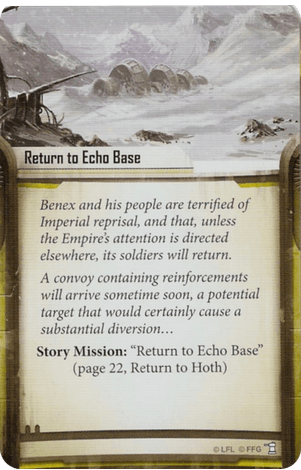 Return to Echo Base
Benex and his people are terrified of
Imperial reprisal, and that, unless
the Empire's attention is directed
elsewhere, its soldiers will return.
A convoy containing reinforcements
will arrive sometime soon, a potential
target that would certainly cause a
substantial diversion…
Story Mission: "Return to Echo Base"
(page 22, Return to Hoth)
© LFL © FFG